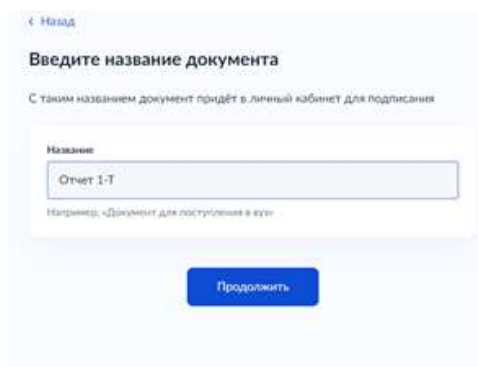 Назад
Введите название документа
С таким названием документ придёт в личный кабинет для подписания
Название
Отчет 1-Т
Например, «Документ для поступления в вуз»
Продолжить